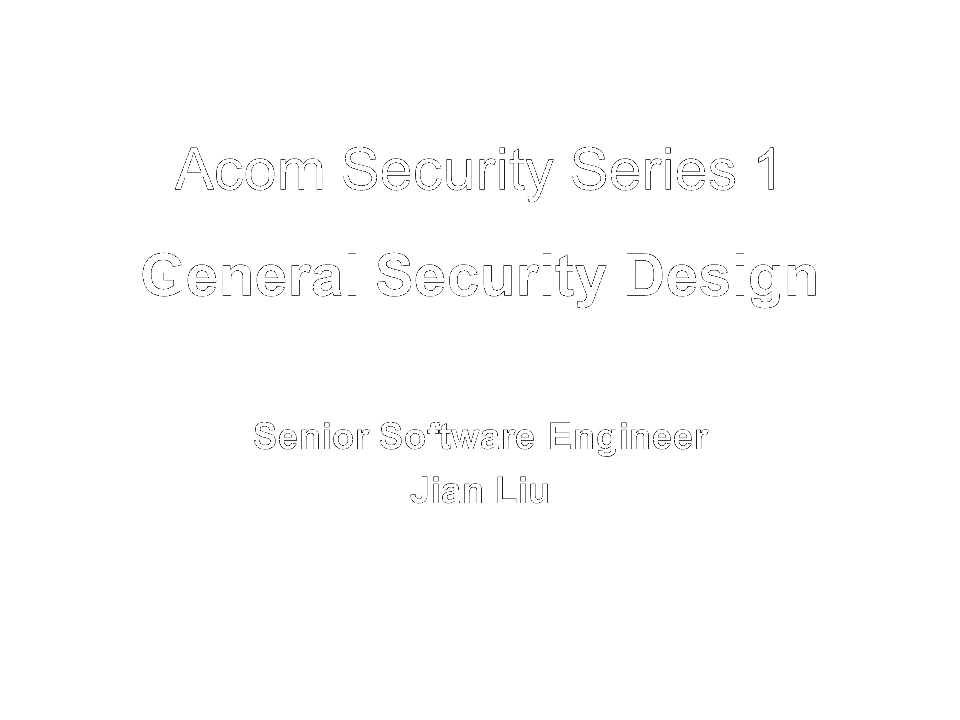 Acom Security Series 1
General Security Design
Senior Software Engineer
Jian Liu